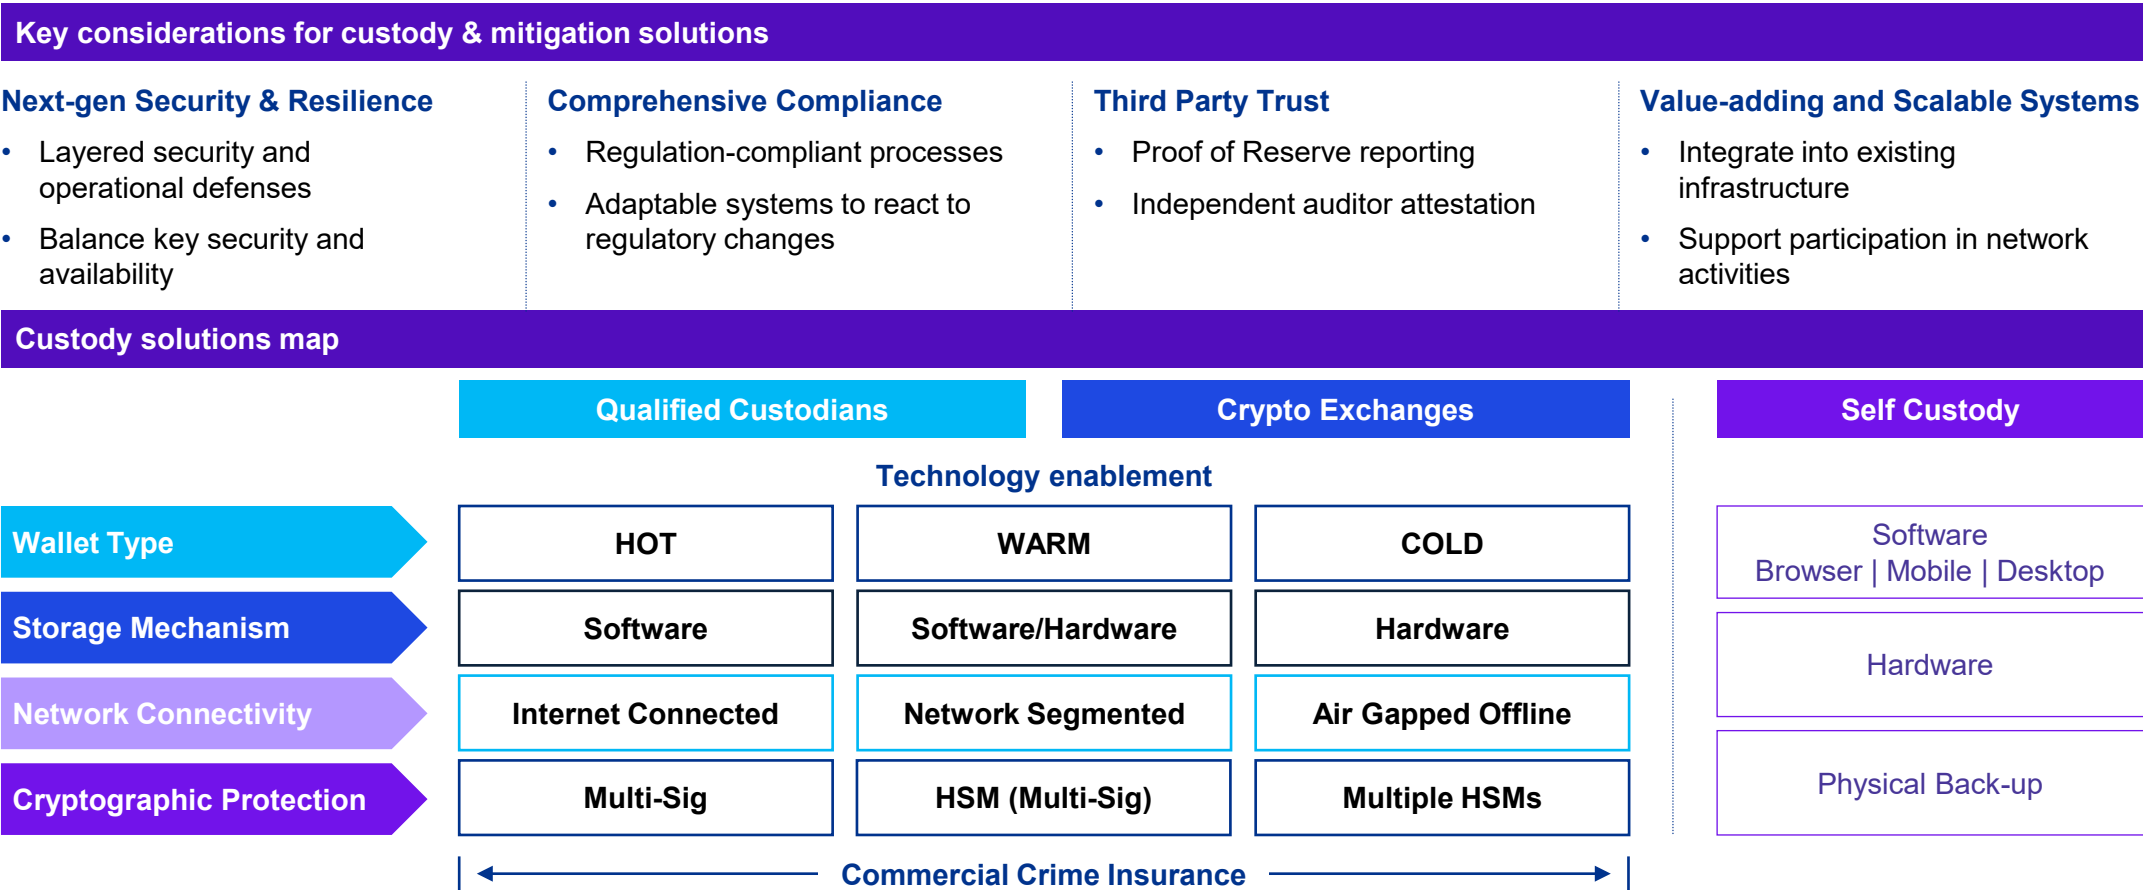 Key considerations for custody & mitigation solutions
Next-gen Security & Resilience
• Layered security and
operational defenses
• Balance key security and
availability
Comprehensive Compliance
• Regulation-compliant processes
• Adaptable systems to react to
regulatory changes
Third Party Trust
• Proof of Reserve reporting
• Independent auditor attestation
Value-adding and Scalable Systems
• Integrate into existing
infrastructure
• Support participation in network
activities
Custody solutions map
Qualified Custodians
Crypto Exchanges
Self Custody
Technology enablement
Wallet Type
HOT
WARM
COLD
Storage Mechanism
Software
Software/Hardware
Hardware
Network Connectivity
Internet Connected
Network Segmented
Air Gapped Offline
Cryptographic Protection
Multi-Sig
HSM (Multi-Sig)
Multiple HSMs
Software
Browser | Mobile | Desktop
Hardware
Physical Back-up
Commercial Crime Insurance